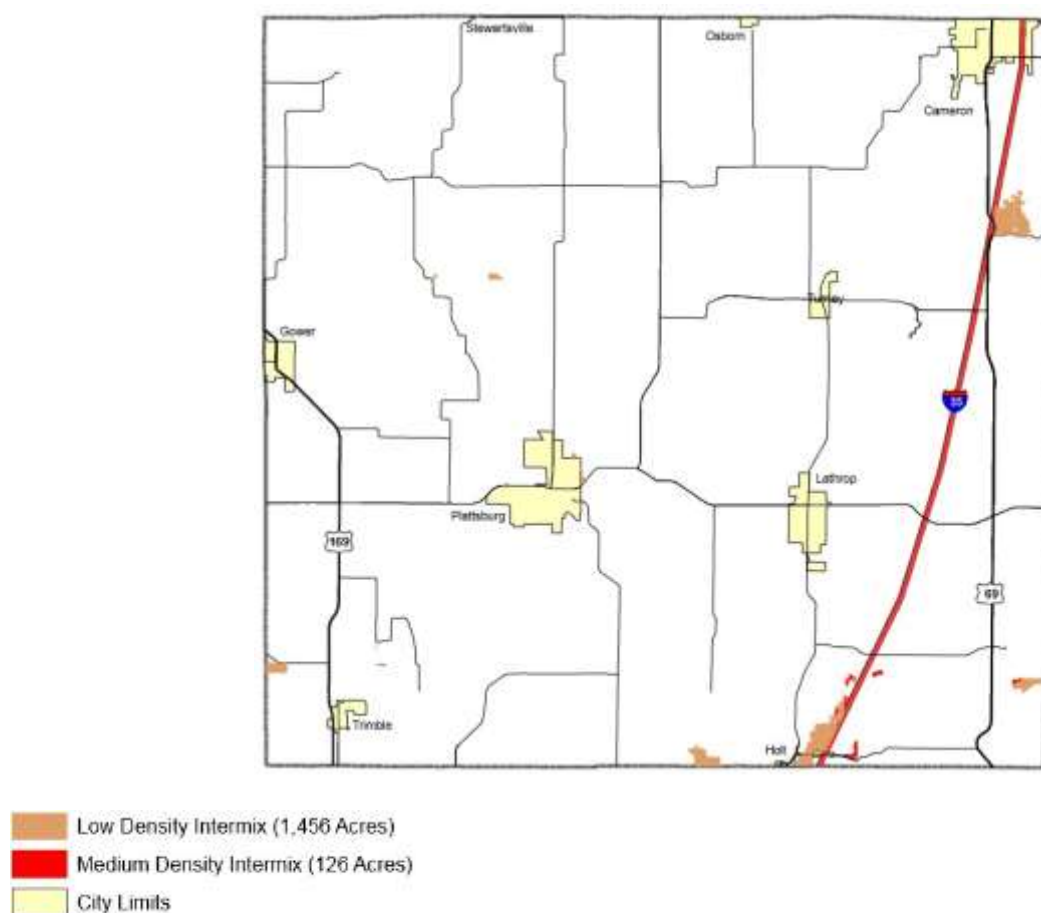 Stewartsville
Osborn
Cameron
Turney
Gower
35
Lathrop
Plattsburg
169
69
Trimble
Holt
Low Density Intermix (1,456 Acres)
Medium Density Intermix (126 Acres)
City Limits